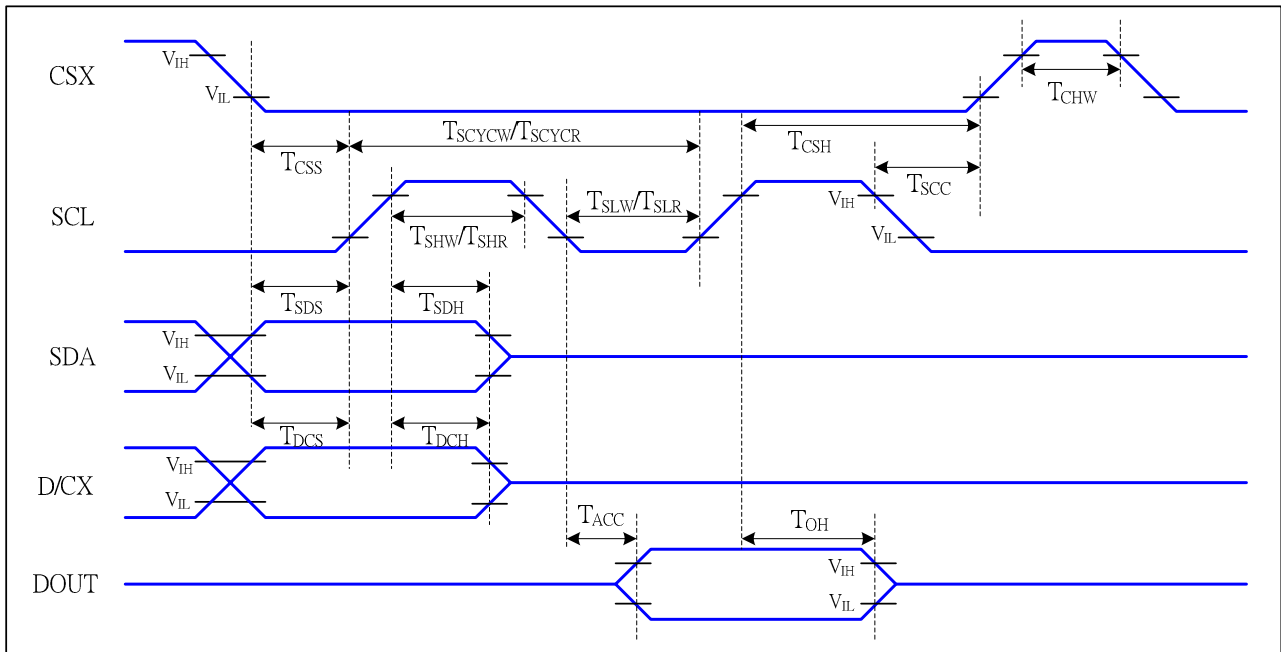 CSX
VIH
VIL
TCHW
TSCYCW/TSCYCR
TCSH
TCSS
TSCC
SCL
TSLW/TSLR
VIH
TSHW/TSHR
VIL
TSDS
TSDH
SDA
VIH
VIL
TDCS
TDCH
D/CX
VIH
VIL
TACC
TOH
DOUT
VIH
VIL